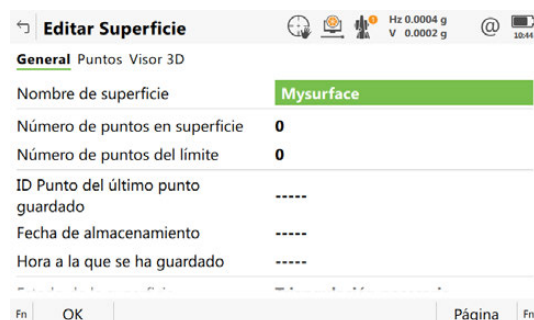 Editar Superficie
Hz 0.0004 g
V 0.0002 g
@
10:44
General Puntos Visor 3D
Nombre de superficie Mysurface
Número de puntos en superficie 0
Número de puntos del límite 0
ID Punto del último punto
guardado -----
Fecha de almacenamiento -----
Hora a la que se ha guardado -----
Fn OK Página Fn